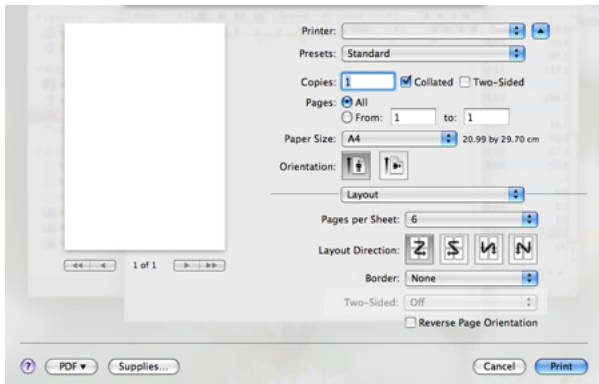 Printer:
Presets: Standard
Copies: 1 Collated Two-Sided
Pages: All
From: 1 to: 1
Paper Size: A4 20.99 by 29.70 cm
Orientation:
Layout
Pages per Sheet: 6
Layout Direction:
Border: None
Two-Sided: Off
Reverse Page Orientation
1 of 1
? PDF Supplies... Cancel Print